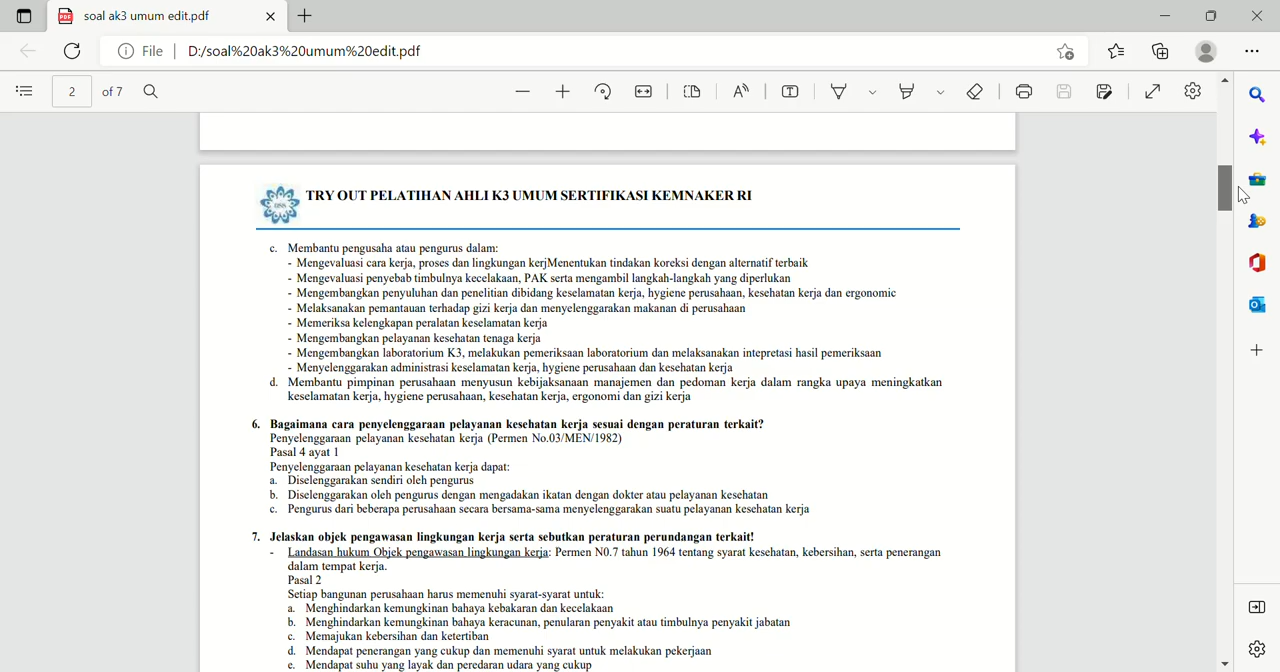 soal ak3 umum edit.pdf
File
D:/soal%20ak3%20umum%20edit.pdf
2 of 7
TRY OUT PELATIHAN AHLI K3 UMUM SERTIFIKASI KEMNAKER RI
c. Membantu pengusaha atau pengurus dalam:
- Mengevaluasi cara kerja, proses dan lingkungan kerjMenentukan tindakan koreksi dengan alternatif terbaik
- Mengevaluasi penyebab timbulnya kecelakaan, PAK serta mengambil langkah-langkah yang diperlukan
- Mengembangkan penyuluhan dan penelitian dibidang keselamatan kerja, hygiene perusahaan, kesehatan kerja dan ergonomic
- Melaksanakan pemantauan terhadap gizi kerja dan menyelenggarakan makanan di perusahaan
- Memeriksa kelengkapan peralatan keselamatan kerja
- Mengembangkan pelayanan kesehatan tenaga kerja
- Mengembangkan laboratorium K3, melakukan pemeriksaan laboratorium dan melaksanakan intepretasi hasil pemeriksaan
- Menyelenggarakan administrasi keselamatan kerja, hygiene perusahaan dan kesehatan kerja
d. Membantu pimpinan perusahaan menyusun kebijaksanaan manajemen dan pedoman kerja dalam rangka upaya meningkatkan
keselamatan kerja, hygiene perusahaan, kesehatan kerja, ergonomi dan gizi kerja
6. Bagaimana cara penyelenggaraan pelayanan kesehatan kerja sesuai dengan peraturan terkait?
Penyelenggaraan pelayanan kesehatan kerja (Permen No.03/MEN/1982)
Pasal 4 ayat 1
Penyelenggaraan pelayanan kesehatan kerja dapat:
a. Diselenggarakan sendiri oleh pengurus
b. Diselenggarakan oleh pengurus dengan mengadakan ikatan dengan dokter atau pelayanan kesehatan
c. Pengurus dari beberapa perusahaan secara bersama-sama menyelenggarakan suatu pelayanan kesehatan kerja
7. Jelaskan objek pengawasan lingkungan kerja serta sebutkan peraturan perundangan terkait!
- Landasan hukum Objek pengawasan lingkungan kerja: Permen N0.7 tahun 1964 tentang syarat kesehatan, kebersihan, serta penerangan
dalam tempat kerja.
Pasal 2
Setiap bangunan perusahaan harus memenuhi syarat-syarat untuk:
a. Menghindarkan kemungkinan bahaya kebakaran dan kecelakaan
b. Menghindarkan kemungkinan bahaya keracunan, penularan penyakit atau timbulnya penyakit jabatan
c. Memajukan kebersihan dan ketertiban
d. Mendapat penerangan yang cukup dan memenuhi syarat untuk melakukan pekerjaan
e. Mendapat suhu yang layak dan peredaran udara yang cukup